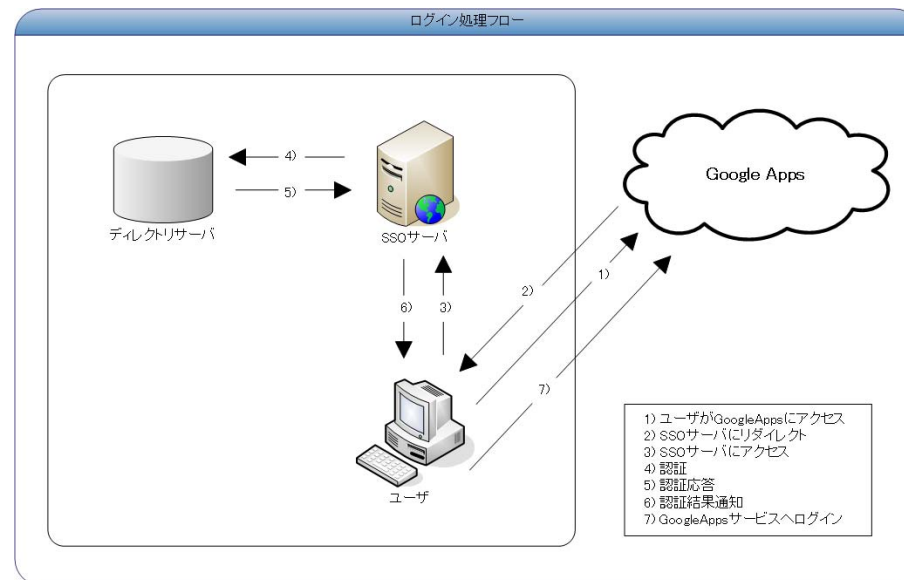 ログイン処理フロー
Google Apps
4)
5)
ディレクトリサーバ
SSOサーバ
2)
1)
6)
3)
7)
ユーザ
1) ユーザがGoogleAppsにアクセス
2) SSOサーバにリダイレクト
3) SSOサーバにアクセス
4) 認証
5) 認証応答
6) 認証結果通知
7) GoogleAppsサービスへログイン